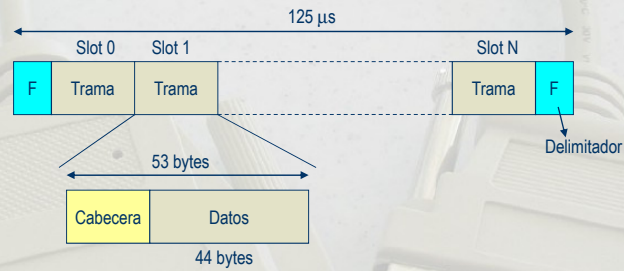 125 µs
Slot 0 Slot 1 Slot N
F Trama Trama Trama F
Delimitador
53 bytes
Cabecera Datos
44 bytes